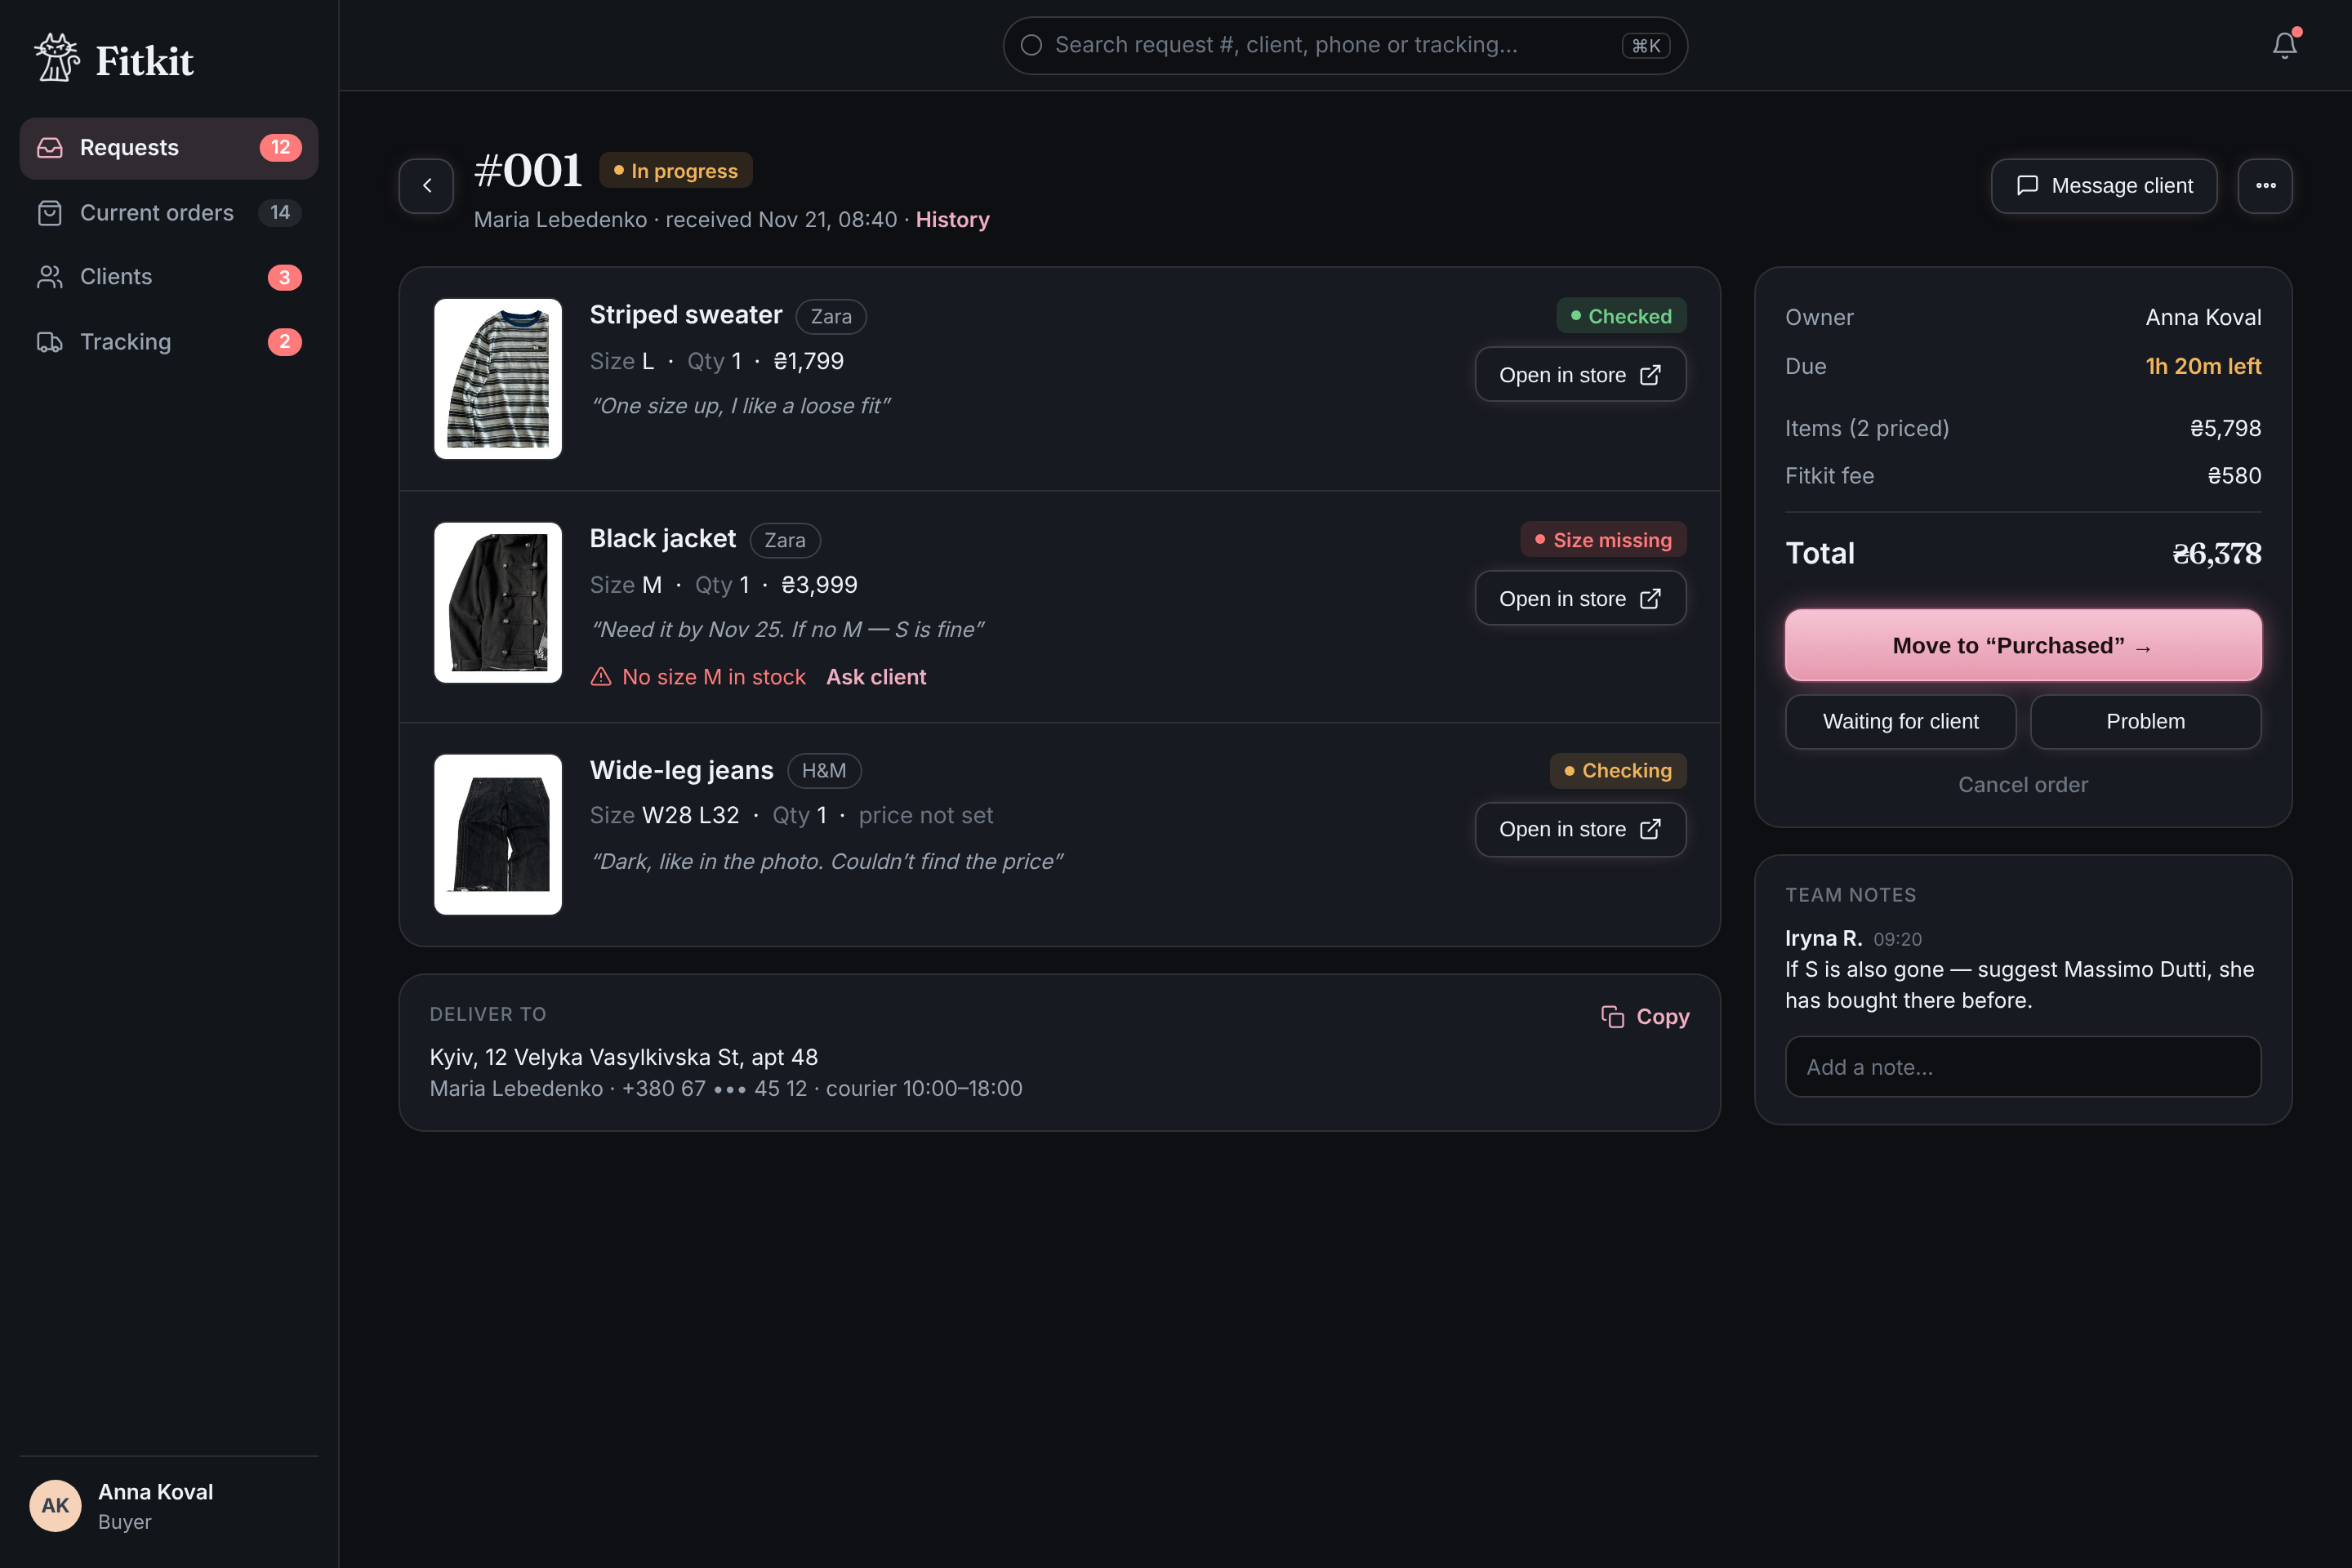 Fitkit
Search request #, client, phone or tracking...
⌘K
Requests 12
Current orders 14
Clients 3
Tracking 2
#001 In progress
Maria Lebedenko · received Nov 21, 08:40 · History
Message client
Striped sweater Zara
Checked
Size L · Qty 1 · ₴1,799
Open in store
“One size up, I like a loose fit”
Black jacket Zara
Size missing
Size M · Qty 1 · ₴3,999
Open in store
“Need it by Nov 25. If no M — S is fine”
No size M in stock Ask client
Wide-leg jeans H&M
Checking
Size W28 L32 · Qty 1 · price not set
Open in store
“Dark, like in the photo. Couldn’t find the price”
DELIVER TO
Copy
Kyiv, 12 Velyka Vasylkivska St, apt 48
Maria Lebedenko · +380 67 ••• 45 12 · courier 10:00–18:00
Owner Anna Koval
Due 1h 20m left
Items (2 priced) ₴5,798
Fitkit fee ₴580
Total ₴6,378
Move to “Purchased” →
Waiting for client
Problem
Cancel order
TEAM NOTES
Iryna R. 09:20
If S is also gone — suggest Massimo Dutti, she
has bought there before.
Add a note...
AK
Anna Koval
Buyer